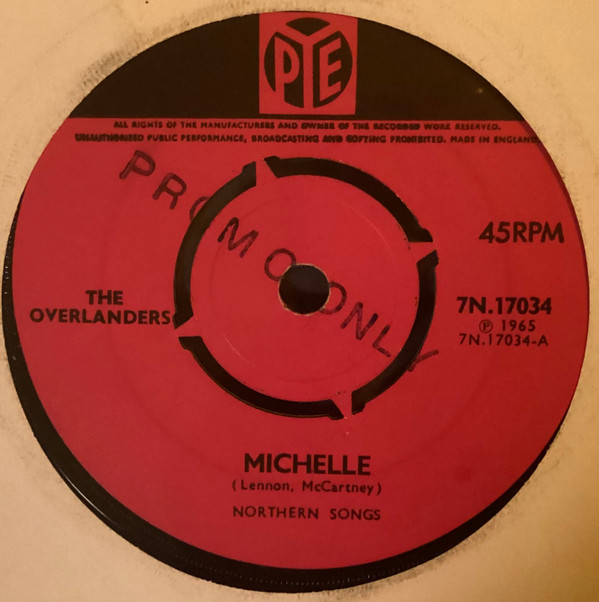 PYE
ALL RIGHTS OF THE MANUFACTURERS AND OWNER OF THE RECORDED WORK RESERVED.
UNAUTHORISED PUBLIC PERFORMANCE, BROADCASTING AND COPYING PROHIBITED. MADE IN ENGLAND
PROMO ONLY
45RPM
THE
OVERLANDERS
7N.17034
℗ 1965
7N.17034-A
MICHELLE
(Lennon, McCartney)
NORTHERN SONGS